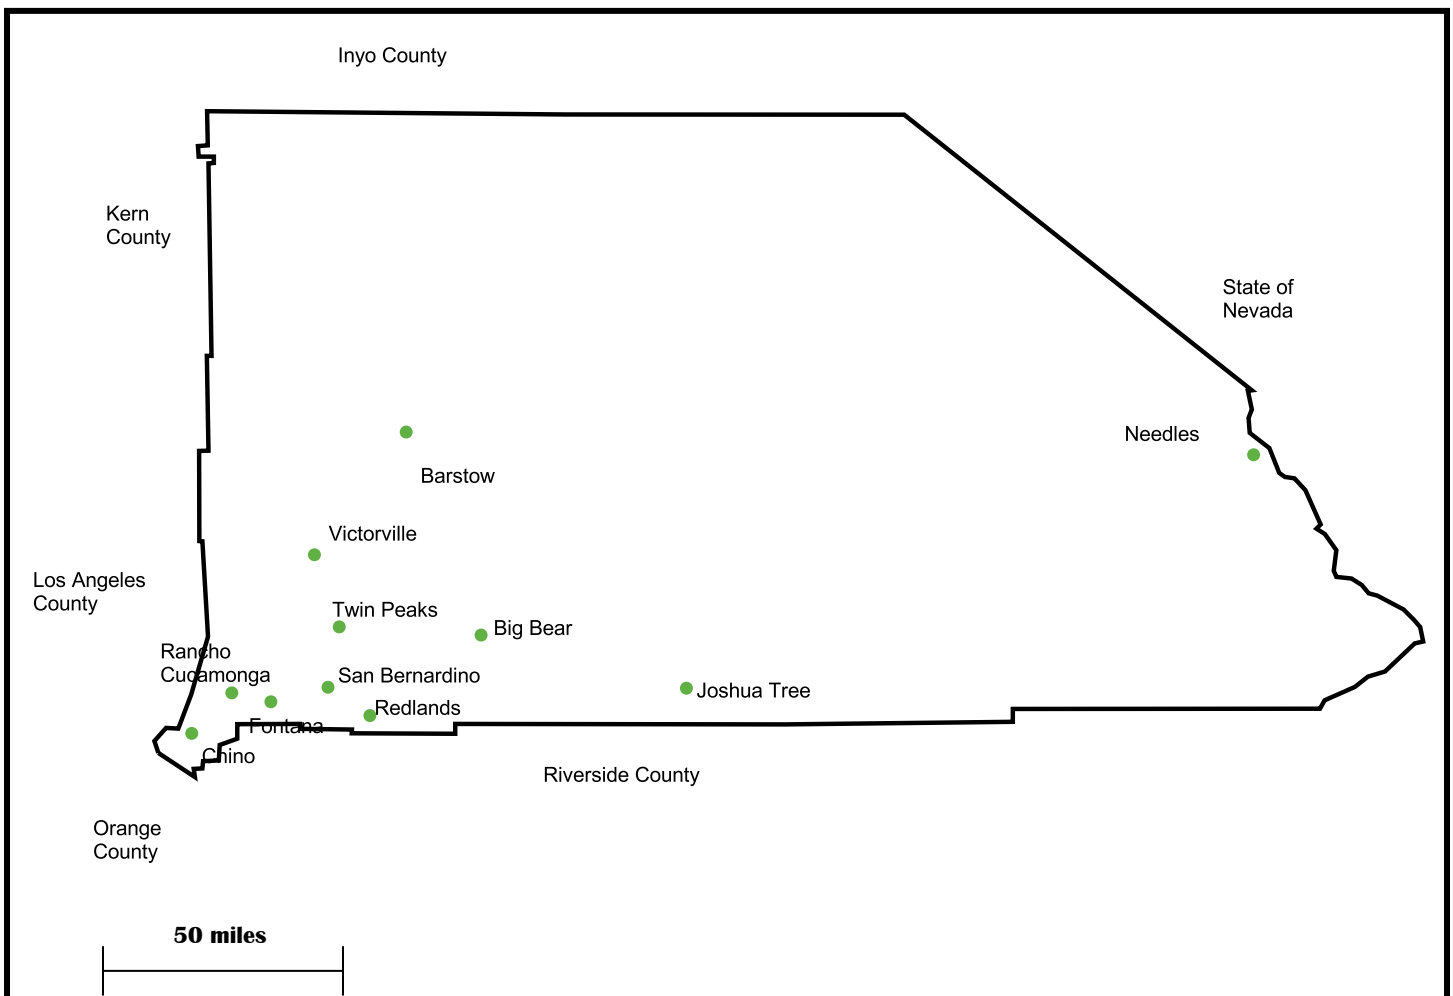 Inyo County
Kern
County
State of
Nevada
Needles
Barstow
Victorville
Los Angeles
County
Twin Peaks
Big Bear
Rancho
Cucamonga
San Bernardino
Joshua Tree
Redlands
Fontana
Chino
Riverside County
Orange
County
50 miles